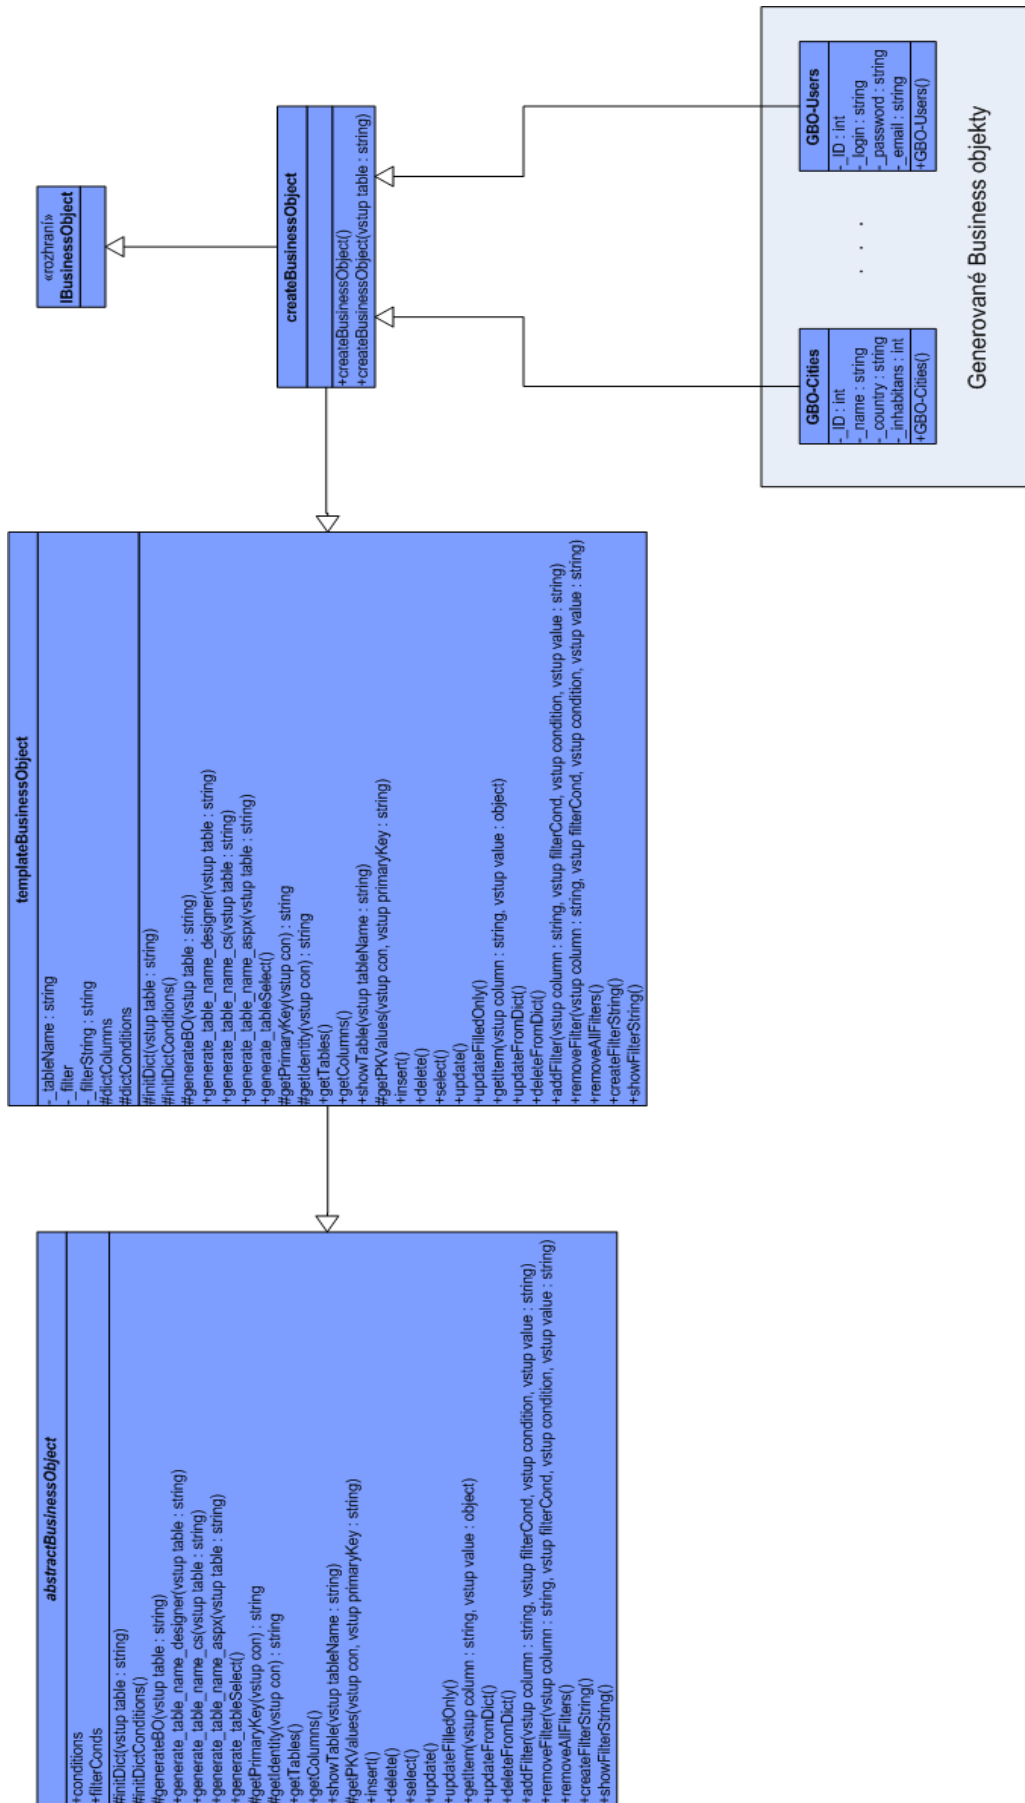 abstractBusinessObject
+conditions
+filterConds
#initDict(vstup table : string)
#initDictConditions()
#generateBO(vstup table : string)
+generate_table_name_designer(vstup table : string)
+generate_table_name_cs(vstup table : string)
+generate_table_name_aspx(vstup table : string)
+generate_tableSelect()
#getPrimaryKey(vstup con) : string
#getIdentity(vstup con) : string
+getTables()
+getColumns()
+showTable(vstup tableName : string)
#getPKValues(vstup con, vstup primaryKey : string)
+insert()
+delete()
+select()
+update()
+updateFilledOnly()
+getItem(vstup column : string, vstup value : object)
+updateFromDict()
+deleteFromDict()
+addFilter(vstup column : string, vstup filterCond, vstup condition, vstup value : string)
+removeFilter(vstup column : string, vstup filterCond, vstup condition, vstup value : string)
+removeAllFilters()
+createFilterString()
+showFilterString()
templateBusinessObject
-_tableName : string
-_filter
-_filterString : string
#dictColumns
#dictConditions
#initDict(vstup table : string)
#initDictConditions()
#generateBO(vstup table : string)
+generate_table_name_designer(vstup table : string)
+generate_table_name_cs(vstup table : string)
+generate_table_name_aspx(vstup table : string)
+generate_tableSelect()
#getPrimaryKey(vstup con) : string
#getIdentity(vstup con) : string
+getTables()
+getColumns()
+showTable(vstup tableName : string)
#getPKValues(vstup con, vstup primaryKey : string)
+insert()
+delete()
+select()
+update()
+updateFilledOnly()
+getItem(vstup column : string, vstup value : object)
+updateFromDict()
+deleteFromDict()
+addFilter(vstup column : string, vstup filterCond, vstup condition, vstup value : string)
+removeFilter(vstup column : string, vstup filterCond, vstup condition, vstup value : string)
+removeAllFilters()
+createFilterString()
+showFilterString()
«rozhraní»
IBusinessObject
createBusinessObject
+createBusinessObject()
+createBusinessObject(vstup table : string)
GBO-Cities
-_ID : int
-_name : string
-_country : string
-_inhabitans : int
+GBO-Cities()
. . .
GBO-Users
-_ID : int
-_login : string
-_password : string
-_email : string
+GBO-Users()
Generované Business objekty